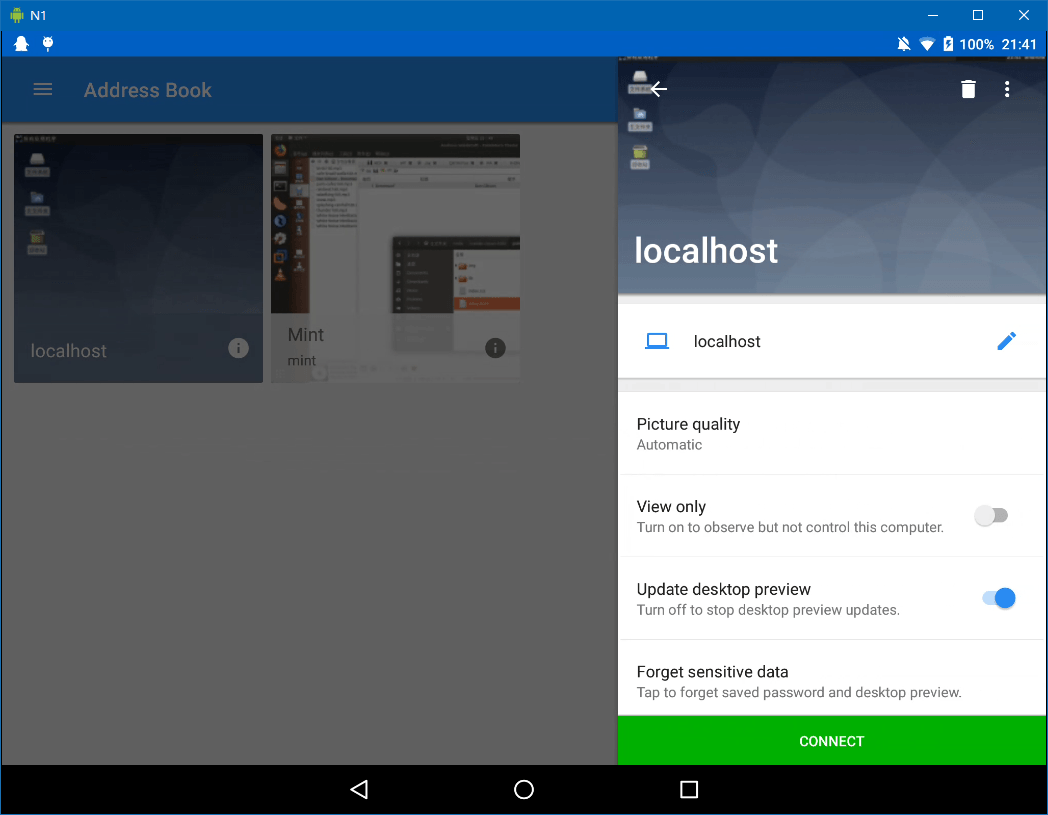 N1
100% 21:41
Address Book
localhost
Mint
mint
localhost
localhost
Picture quality
Automatic
View only
Turn on to observe but not control this computer.
Update desktop preview
Turn off to stop desktop preview updates.
Forget sensitive data
Tap to forget saved password and desktop preview.
CONNECT